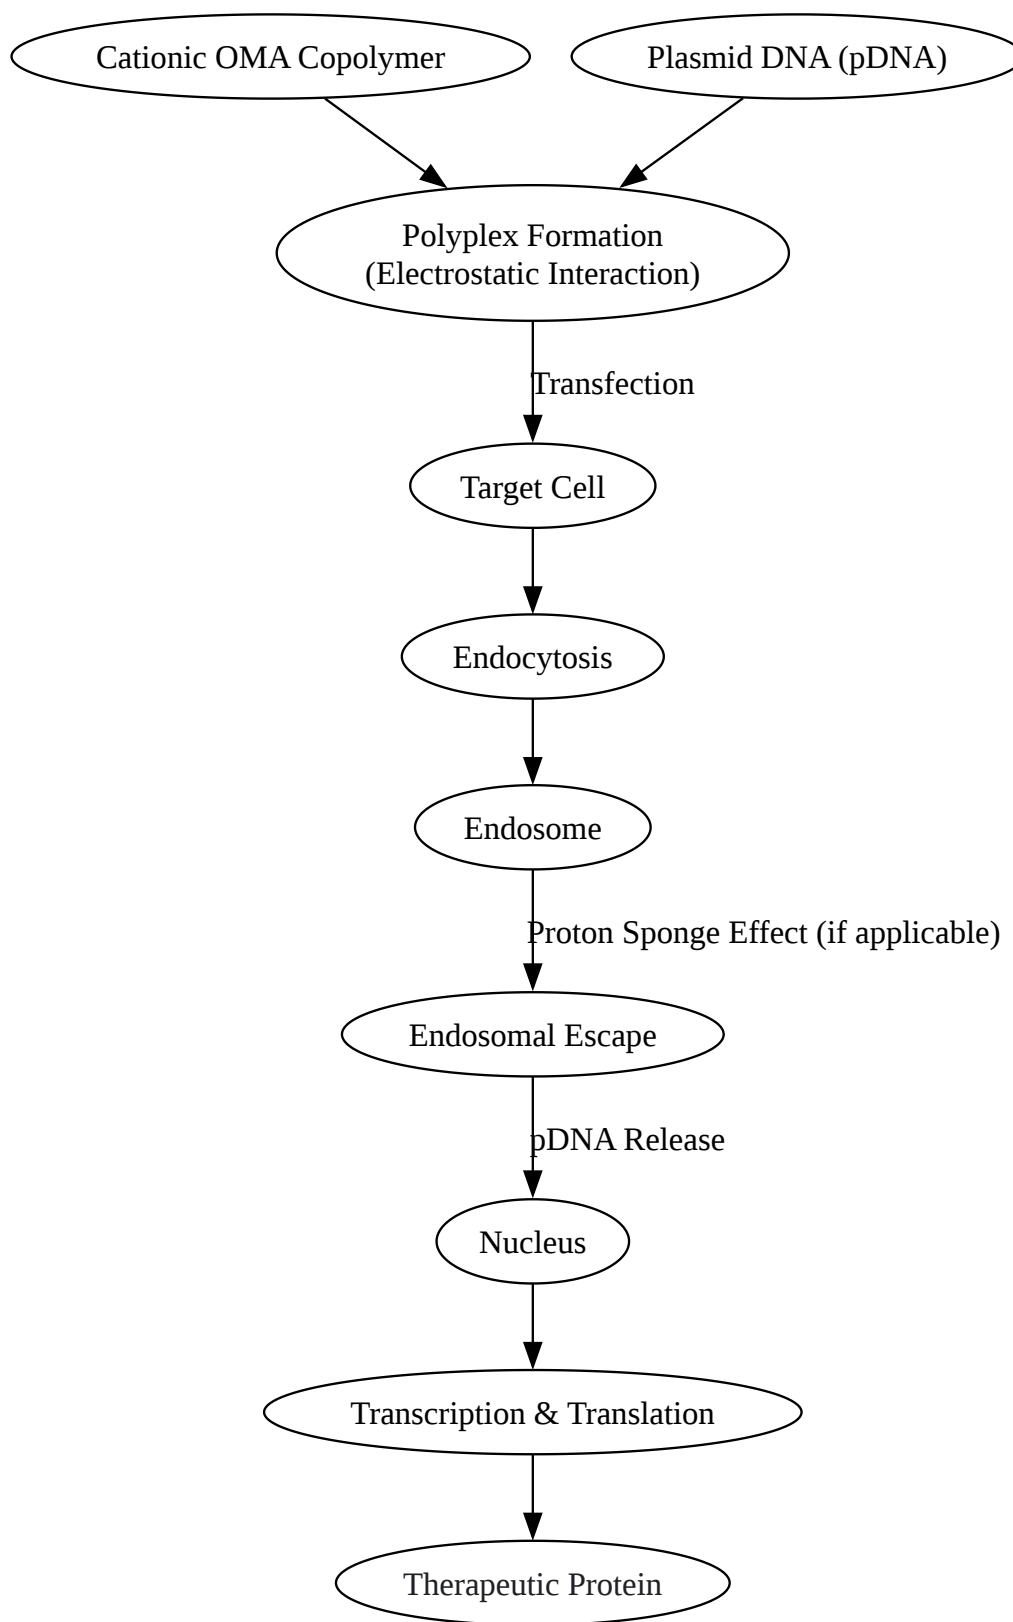 Cationic OMA Copolymer
Plasmid DNA (pDNA)
Polyplex Formation
(Electrostatic Interaction)
Transfection
Target Cell
Endocytosis
Endosome
Proton Sponge Effect (if applicable)
Endosomal Escape
pDNA Release
Nucleus
Transcription & Translation
Therapeutic Protein